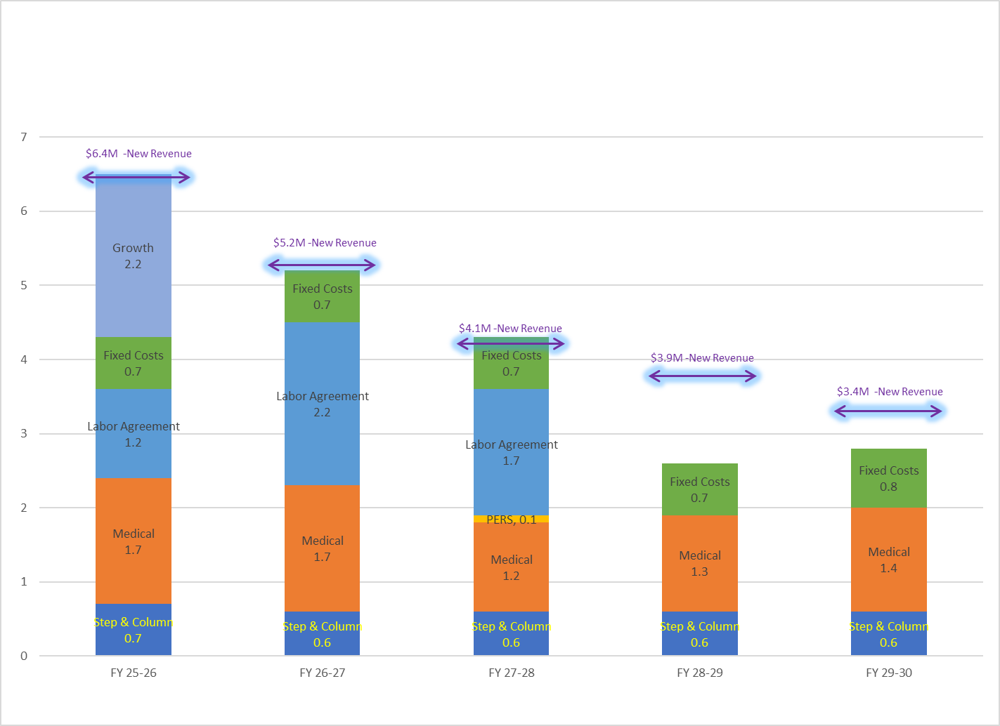 7
$6.4M  -New Revenue
6
$5.2M -New Revenue
Growth
2.2
5
Fixed Costs
0.7
$4.1M -New Revenue
4
Fixed Costs
0.7
Fixed Costs
0.7
$3.9M -New Revenue
Labor Agreement
2.2
$3.4M  -New Revenue
3
Labor Agreement
1.2
Labor Agreement
1.7
Fixed Costs
0.7
Fixed Costs
0.8
2
PERS, 0.1
Medical
1.7
Medical
1.7
Medical
1.2
Medical
1.3
Medical
1.4
1
Step & Column
0.7
Step & Column
0.6
Step & Column
0.6
Step & Column
0.6
Step & Column
0.6
0
FY 25-26
FY 26-27
FY 27-28
FY 28-29
FY 29-30